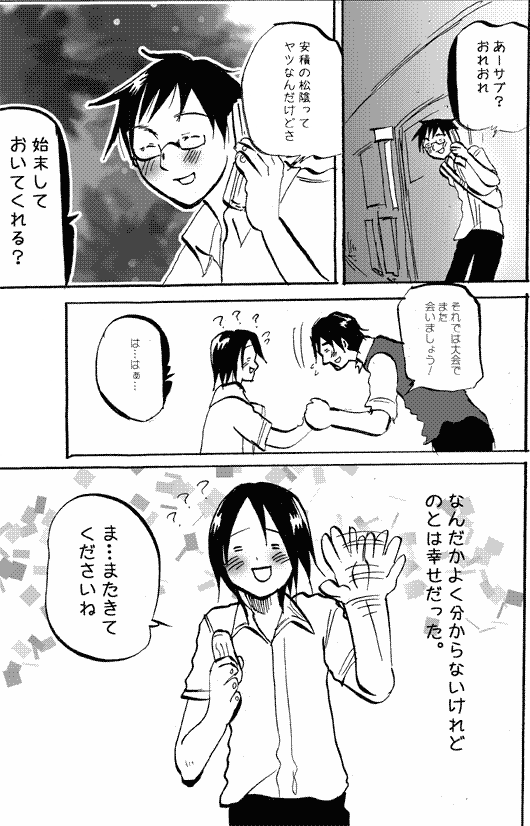 あーサブ？
おれおれ
安積の松陰って
ヤツなんだけどさ
始末して
おいてくれる？
それでは大会で
また
会いましょう！
は…はぁ…
なんだかよく分からないけれど
のとは幸せだった。
ま…またきて
くださいね